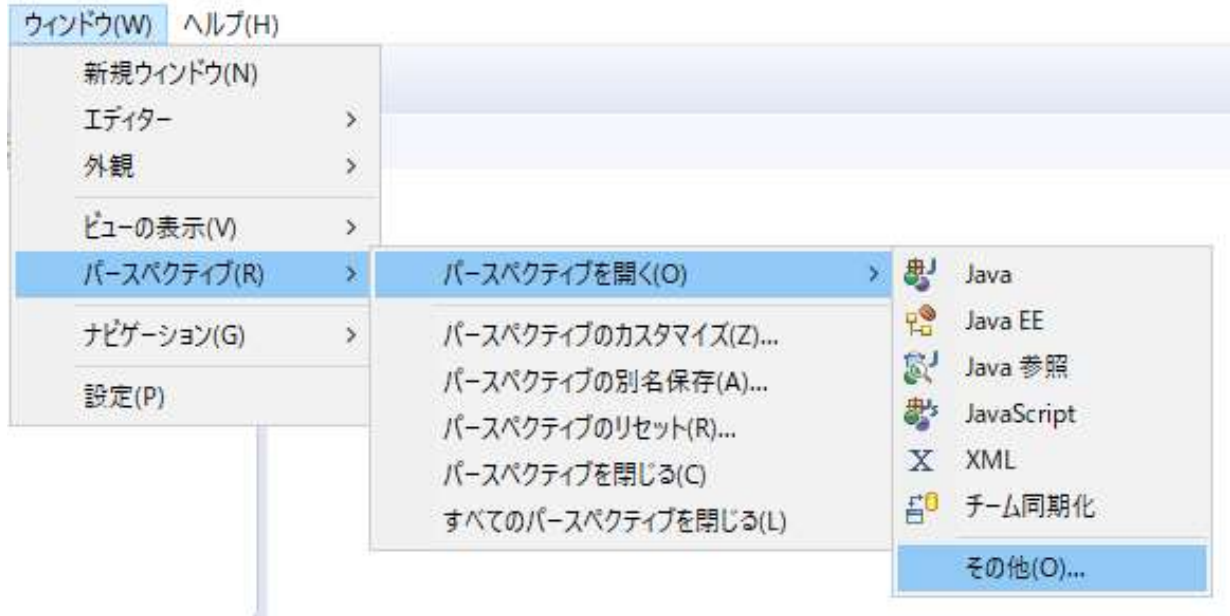 ウィンドウ(W) ヘルプ(H)
新規ウィンドウ(N)
エディター
外観
ビューの表示(V)
パースペクティブ(R)
ナビゲーション(G)
設定(P)
パースペクティブを開く(O)
パースペクティブのカスタマイズ(Z)...
パースペクティブの別名保存(A)...
パースペクティブのリセット(R)...
パースペクティブを閉じる(C)
すべてのパースペクティブを閉じる(L)
Java
Java EE
Java 参照
JavaScript
XML
チーム同期化
その他(O)...